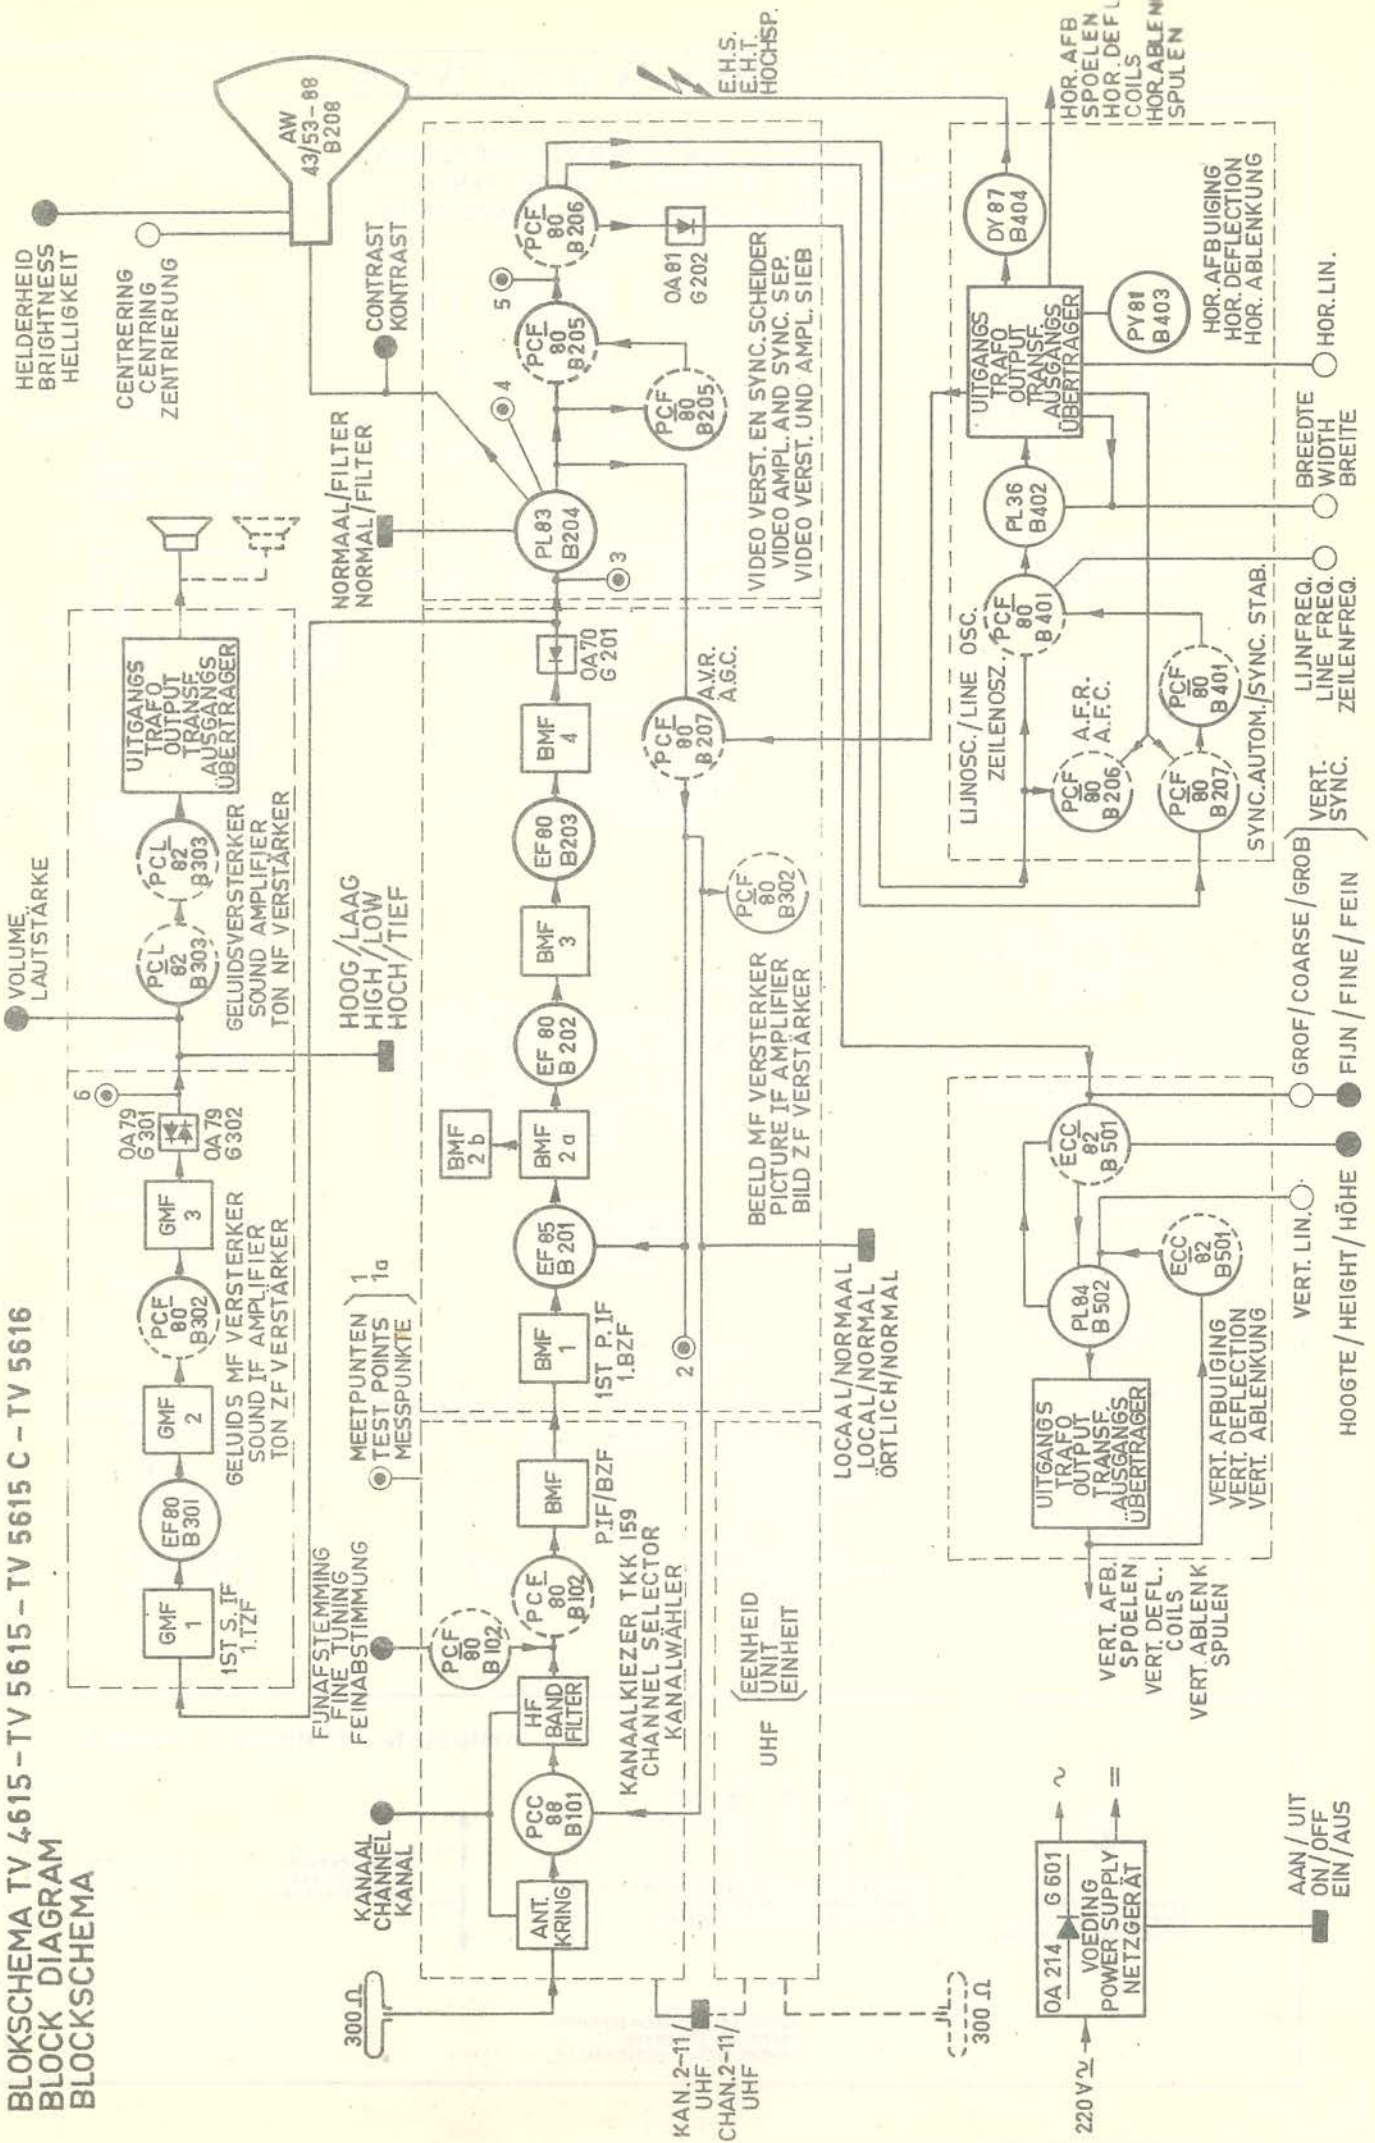 BLOKSCHEMA TV 4615 – TV 5615 – TV 5615 C – TV 5616
BLOCK DIAGRAM
BLOCKSCHEMA
VOLUME
LAUTSTÄRKE
HELDERHEID
BRIGHTNESS
HELLIGKEIT
CENTRERING
CENTRING
ZENTRIERUNG
AW
43/53-88
B208
GMF
1
1ST S. IF
1.TZF
EF80
B301
GMF
2
PCF
80
B302
GMF
3
OA79
G301
OA79
G302
6
GELUIDS MF VERSTERKER
SOUND IF AMPLIFIER
TON ZF VERSTÄRKER
PCL
82
B303
PCL
82
B303
UITGANGS
TRAFO
OUTPUT
TRANSF.
AUSGANGS
ÜBERTRAGER
GELUIDSVERSTERKER
SOUND AMPLIFIER
TON NF VERSTÄRKER
HOOG/LAAG
HIGH/LOW
HOCH/TIEF
NORMAAL/FILTER
NORMAL/FILTER
CONTRAST
KONTRAST
E.H.S.
E.H.T.
HOCHSP.
300 Ω
KANAAL
CHANNEL
KANAL
FIJNAFSTEMMING
FINE TUNING
FEINABSTIMMUNG
MEETPUNTEN
TEST POINTS
MESSPUNKTE
1
1a
ANT.
KRING
PCC
88
B101
HF
BAND
FILTER
PCF
80
B102
PCF
80
B102
BMF
P.IF/BZF
KANAALKIEZER TKK 159
CHANNEL SELECTOR
KANALWÄHLER
BMF
1
1ST P. IF
1.BZF
EF85
B201
BMF
2a
BMF
2b
EF 80
B 202
BMF
3
EF80
B203
BMF
4
OA70
G 201
3
2
PCF
80
B207
A.V.R.
A.G.C.
PCF
80
B302
BEELD MF VERSTERKER
PICTURE IF AMPLIFIER
BILD ZF VERSTÄRKER
PL83
B204
4
PCF
80
B205
PCF
80
B205
5
PCF
80
B206
OA81
G202
VIDEO VERST. EN SYNC. SCHEIDER
VIDEO AMPL. AND SYNC. SEP.
VIDEO VERST. UND AMPL. SIEB
UHF
EENHEID
UNIT
EINHEIT
KAN.2-11/
UHF
CHAN.2-11/
UHF
300 Ω
LOCAAL/NORMAAL
LOCAL/NORMAL
ÖRTLICH/NORMAL
LIJNOSC./LINE OSC.
ZEILENOSZ.
PCF
80
B401
PL36
B402
UITGANGS
TRAFO
OUTPUT
TRANSF.
AUSGANGS
ÜBERTRAGER
DY87
B404
PY81
B403
PCF
80
B206
A.F.R.
A.F.C.
PCF
80
B207
PCF
80
B401
SYNC.AUTOM./SYNC. STAB.
HOR. AFBUIGING
HOR. DEFLECTION
HOR. ABLENKUNG
HOR. AFB
SPOELEN
HOR. DEFL
COILS
HOR.ABLEN
SPULEN
LIJNFREQ.
LINE FREQ.
ZEILENFREQ.
BREEDTE
WIDTH
BREITE
HOR. LIN.
VERT. AFB.
SPOELEN
VERT. DEFL.
COILS
VERT. ABLENK
SPULEN
UITGANGS
TRAFO
OUTPUT
TRANSF.
AUSGANGS
ÜBERTRAGER
PL84
B502
ECC
82
B501
ECC
82
B501
VERT. AFBUIGING
VERT. DEFLECTION
VERT. ABLENKUNG
VERT. LIN.
HOOGTE/HEIGHT/HÖHE
GROF/COARSE/GROB
FIJN/FINE/FEIN
VERT.
SYNC.
220V
OA 214
G 601
VOEDING
POWER SUPPLY
NETZGERÄT
~
=
AAN/UIT
ON/OFF
EIN/AUS